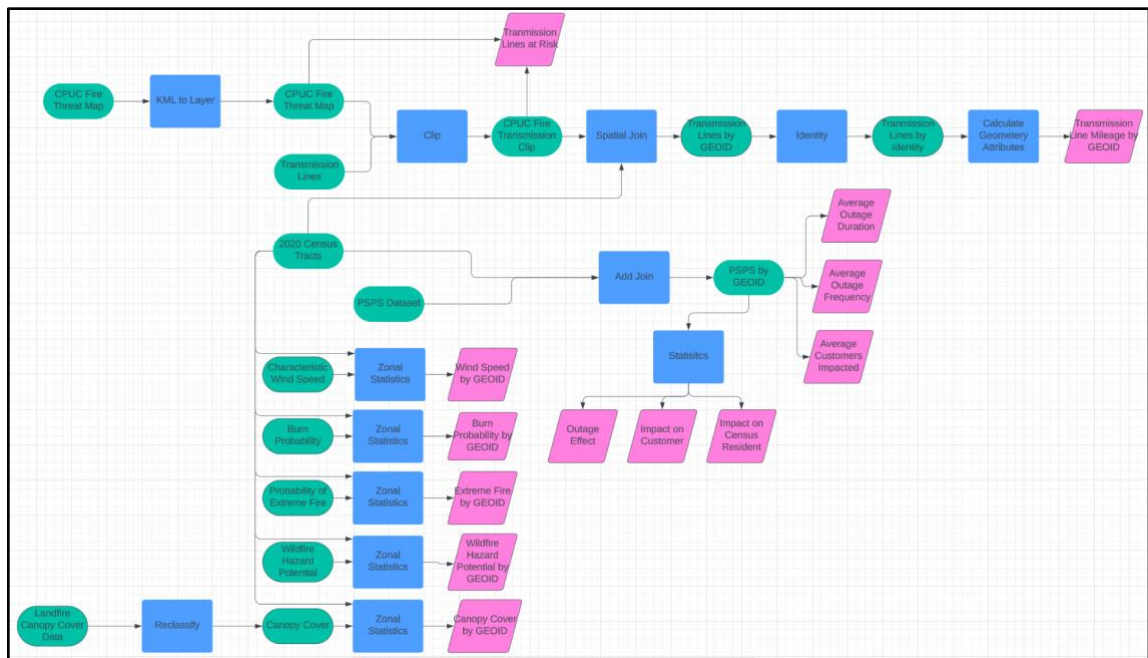 Tranmission
Lines at Risk
CPUC Fire
Threat Map
KML to Layer
CPUC Fire
Threat Map
Clip
CPUC Fire
Transmission
Clip
Spatial Join
Transmission
Lines by
GEOID
Identity
Tranmission
Lines by
Identity
Calculate
Geometery
Attributes
Transmission
Line Mileage by
GEOID
Transmission
Lines
2020 Census
Tracts
PSPS Dataset
Add Join
PSPS by
GEOID
Average
Outage
Duration
Average
Outage
Frequency
Average
Customers
Impacted
Statisitcs
Outage
Effect
Impact on
Customer
Impact on
Census
Resident
Characteristic
Wind Speed
Zonal
Statistics
Wind Speed
by GEOID
Burn
Probability
Zonal
Statistics
Burn
Probability by
GEOID
Probability of
Extreme Fire
Zonal
Statistics
Extreme Fire
by GEOID
Wildfire
Hazard
Potential
Zonal
Statistics
Wildfire
Hazard
Potential by
GEOID
Landfire
Canopy Cover
Data
Reclassify
Canopy Cover
Zonal
Statistics
Canopy Cover
by GEOID